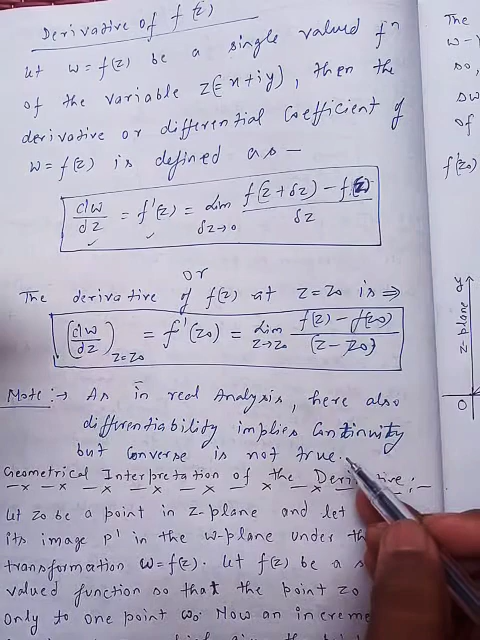 Derivative of f(z)
Let w = f(z) be a single valued fⁿ
of the variable z(= x+iy), then the
derivative or differential Coefficient of
w = f(z) is defined as —
dw/dz = f'(z) = lim δz→0 f(z+δz) − f(z) / δz
or
The derivative of f(z) at z=z0 is ⇒
(dw/dz) z=z0 = f'(z0) = Lim z→z0 f(z) − f(z0) / (z − z0)
Note:→ As in real Analysis, here also
differentiability implies Continuity
but Converse is not true.
Geometrical Interpretation of the Derivative:—
Let z0 be a point in z-plane and let
its image p' in the w-plane under
transformation w = f(z). Let f(z) be a
valued function so that the point z0
only to one point w0. Now an increme
The
w-
so,
of
f'(z0)
z-plane
0